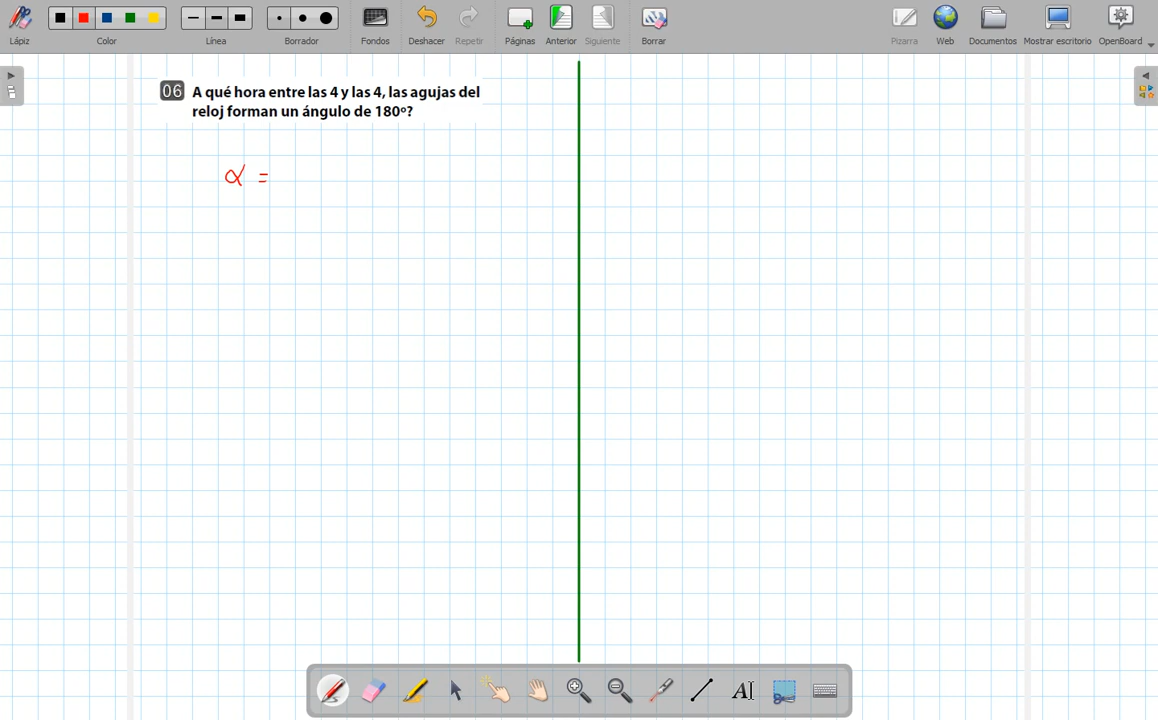 Lápiz
Color
Línea
Borrador
Fondos
Deshacer
Repetir
Páginas
Anterior
Siguiente
Borrar
Pizarra
Web
Documentos
Mostrar escritorio
OpenBoard
06 A qué hora entre las 4 y las 4, las agujas del
reloj forman un ángulo de 180º?
α =